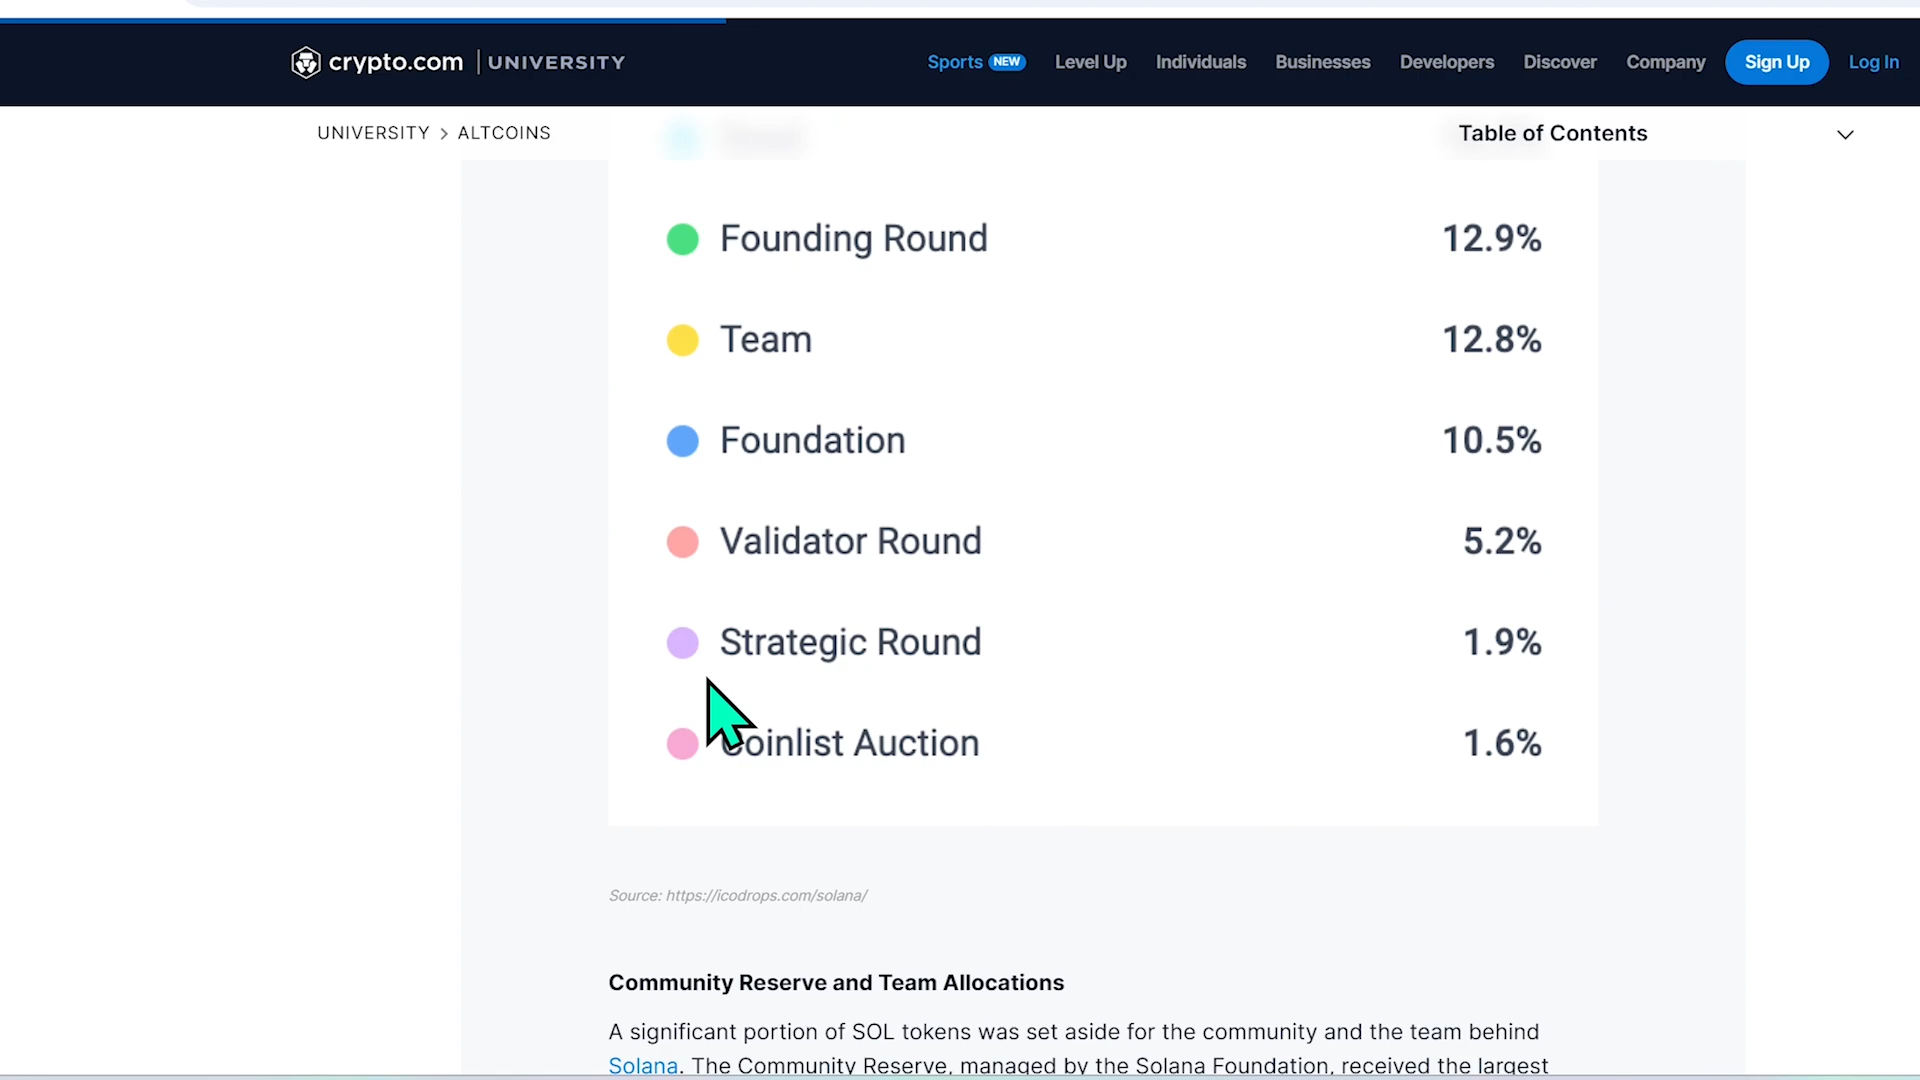 crypto.com | UNIVERSITY
Sports NEW Level Up Individuals Businesses Developers Discover Company Sign Up Log In
UNIVERSITY > ALTCOINS
Table of Contents
Founding Round 12.9%
Team 12.8%
Foundation 10.5%
Validator Round 5.2%
Strategic Round 1.9%
Coinlist Auction 1.6%
Source: https://icodrops.com/solana/
Community Reserve and Team Allocations
A significant portion of SOL tokens was set aside for the community and the team behind
Solana. The Community Reserve, managed by the Solana Foundation, received the largest